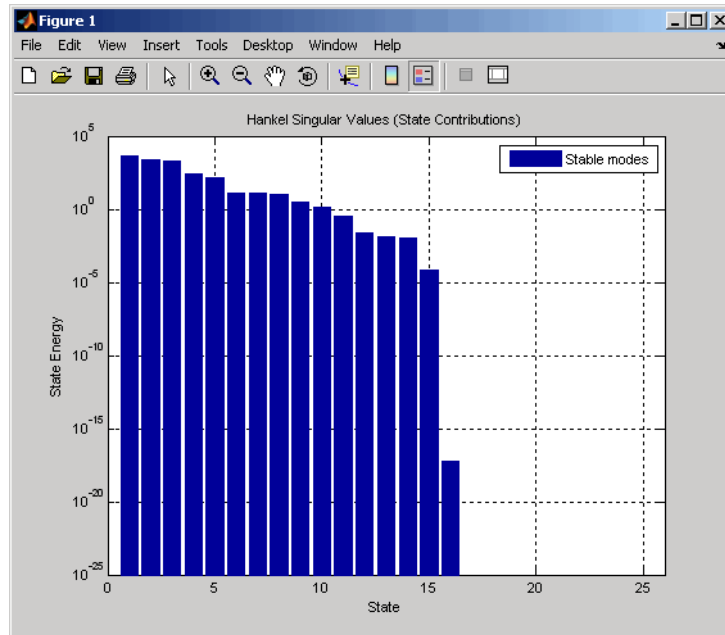 Figure 1
File Edit View Insert Tools Desktop Window Help
Hankel Singular Values (State Contributions)
Stable modes
10^5
10^0
10^-5
10^-10
10^-15
10^-20
10^-25
State Energy
0 5 10 15 20 25
State